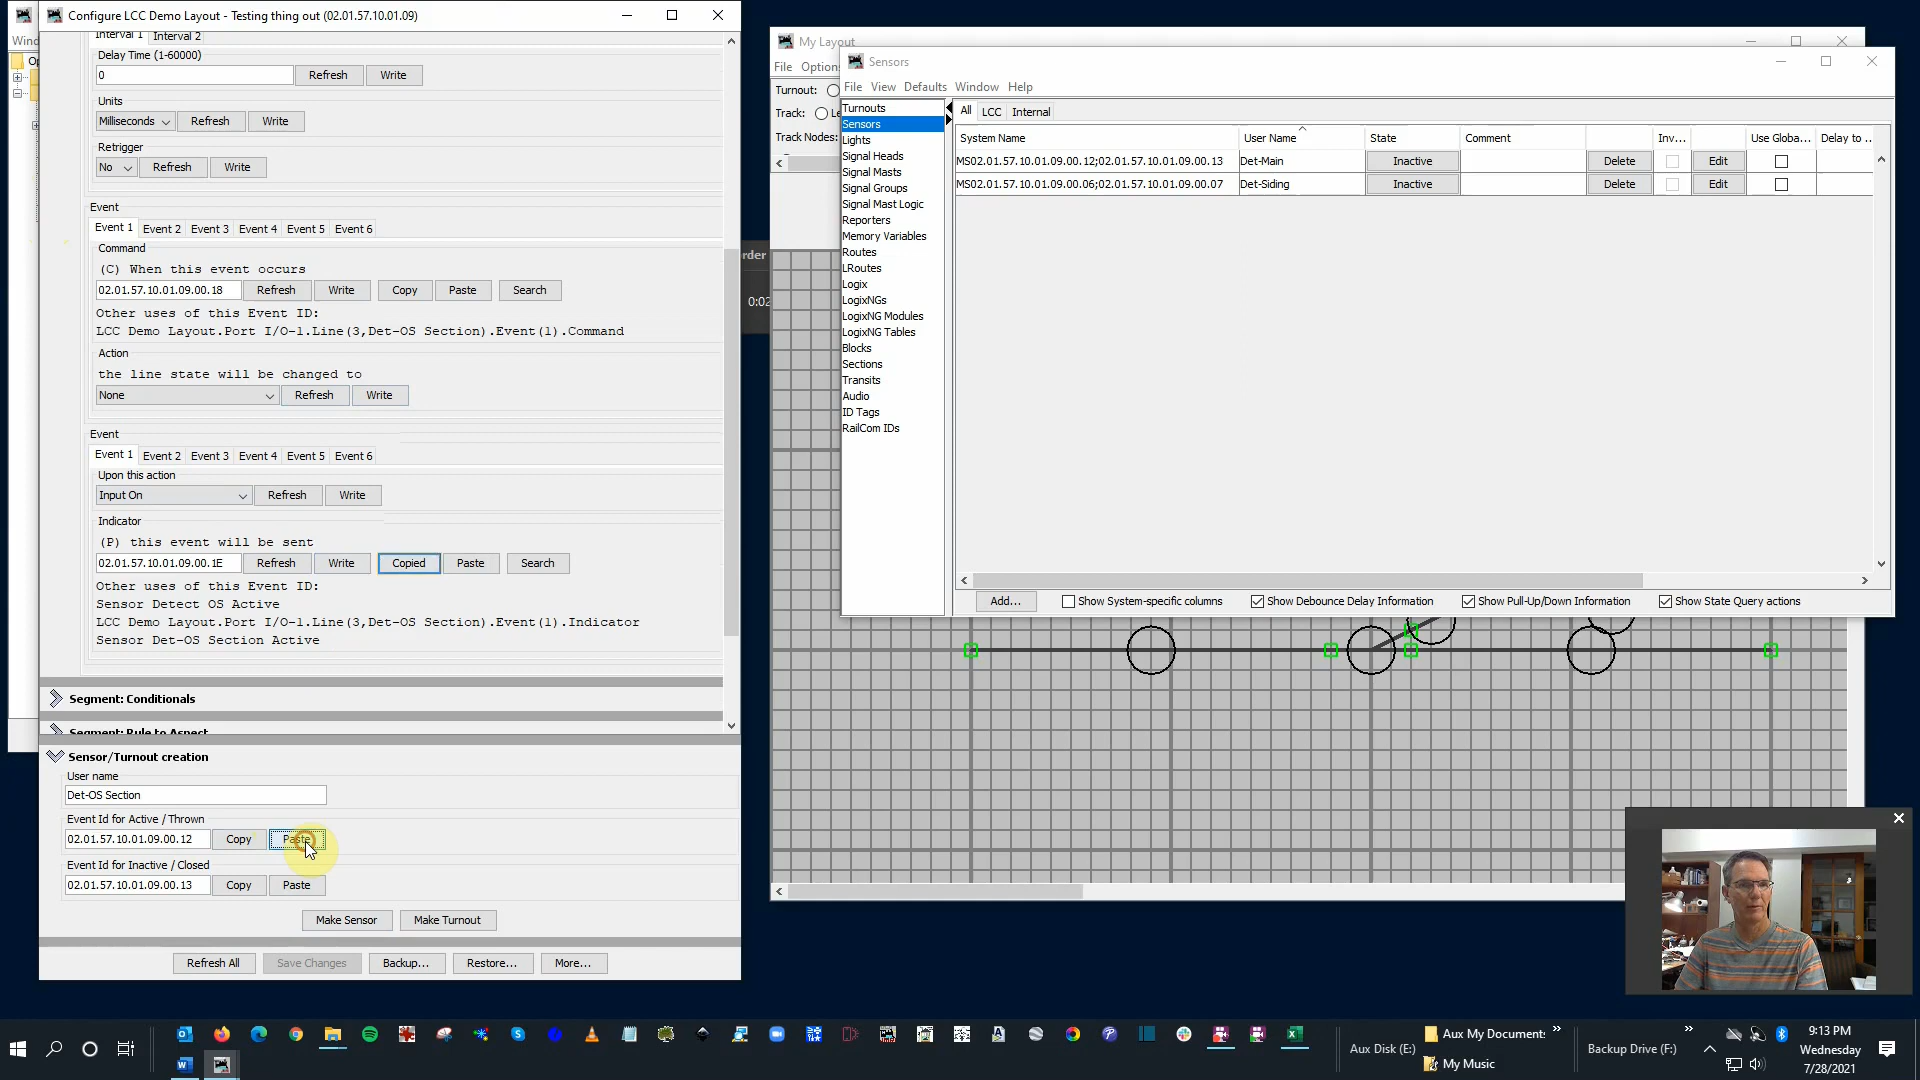 Configure LCC Demo Layout - Testing thing out (02.01.57.10.01.09)
Interval 1 Interval 2
Delay Time (1-60000)
0 Refresh Write
Units
Milliseconds Refresh Write
Retrigger
No Refresh Write
Event
Event 1 Event 2 Event 3 Event 4 Event 5 Event 6
Command
(C) When this event occurs
02.01.57.10.01.09.00.18 Refresh Write Copy Paste Search
Other uses of this Event ID:
LCC Demo Layout.Port I/O-1.Line(3,Det-OS Section).Event(1).Command
Action
the line state will be changed to
None Refresh Write
Event
Event 1 Event 2 Event 3 Event 4 Event 5 Event 6
Upon this action
Input On Refresh Write
Indicator
(P) this event will be sent
02.01.57.10.01.09.00.1E Refresh Write Copied Paste Search
Other uses of this Event ID:
Sensor Detect OS Active
LCC Demo Layout.Port I/O-1.Line(3,Det-OS Section).Event(1).Indicator
Sensor Det-OS Section Active
Segment: Conditionals
Segment: Rule to Aspect
Sensor/Turnout creation
User name
Det-OS Section
Event Id for Active / Thrown
02.01.57.10.01.09.00.12 Copy Paste
Event Id for Inactive / Closed
02.01.57.10.01.09.00.13 Copy Paste
Make Sensor Make Turnout
Refresh All Save Changes Backup... Restore... More...
My Layout
File
Turnout:
Track:
Track Nodes:
Sensors
File View Defaults Window Help
Turnouts
Sensors
Lights
Signal Heads
Signal Masts
Signal Groups
Signal Mast Logic
Reporters
Memory Variables
Routes
LRoutes
Logix
LogixNGs
LogixNG Modules
LogixNG Tables
Blocks
Sections
Transits
Audio
ID Tags
RailCom IDs
All LCC Internal
System Name User Name State Comment Inv... Use Globa... Delay to ...
MS02.01.57.10.01.09.00.12;02.01.57.10.01.09.00.13 Det-Main Inactive Delete Edit
MS02.01.57.10.01.09.00.06;02.01.57.10.01.09.00.07 Det-Siding Inactive Delete Edit
Add... Show System-specific columns Show Debounce Delay Information Show Pull-Up/Down Information Show State Query actions
Aux Disk (E:)
Aux My Documents
My Music
Backup Drive (F:)
9:13 PM
Wednesday
7/28/2021